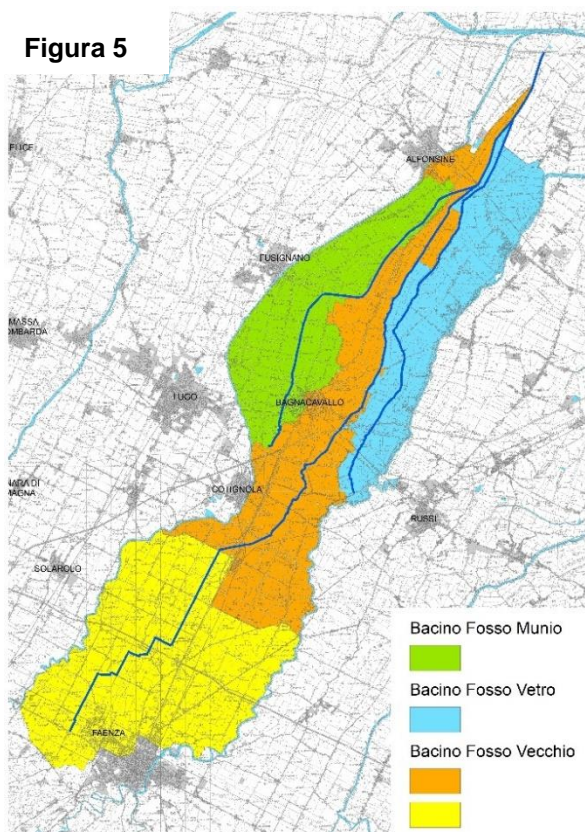 Figura 5
ALFONSINE
FUSIGNANO
MASSA
LUGO
BAGNACAVALLO
COTIGNOLA
RUSSI
SOLAROLO
FAENZA
Bacino Fosso Munio
Bacino Fosso Vetro
Bacino Fosso Vecchio